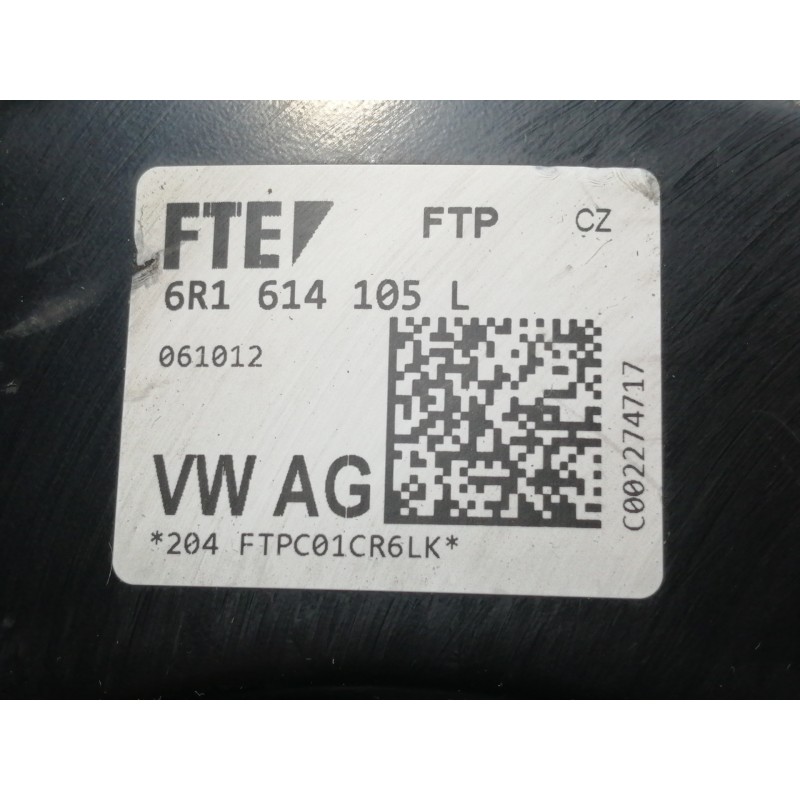 FTE FTP CZ
6R1 614 105 L
061012
C002274717
VW AG
*204 FTPC01CR6LK*